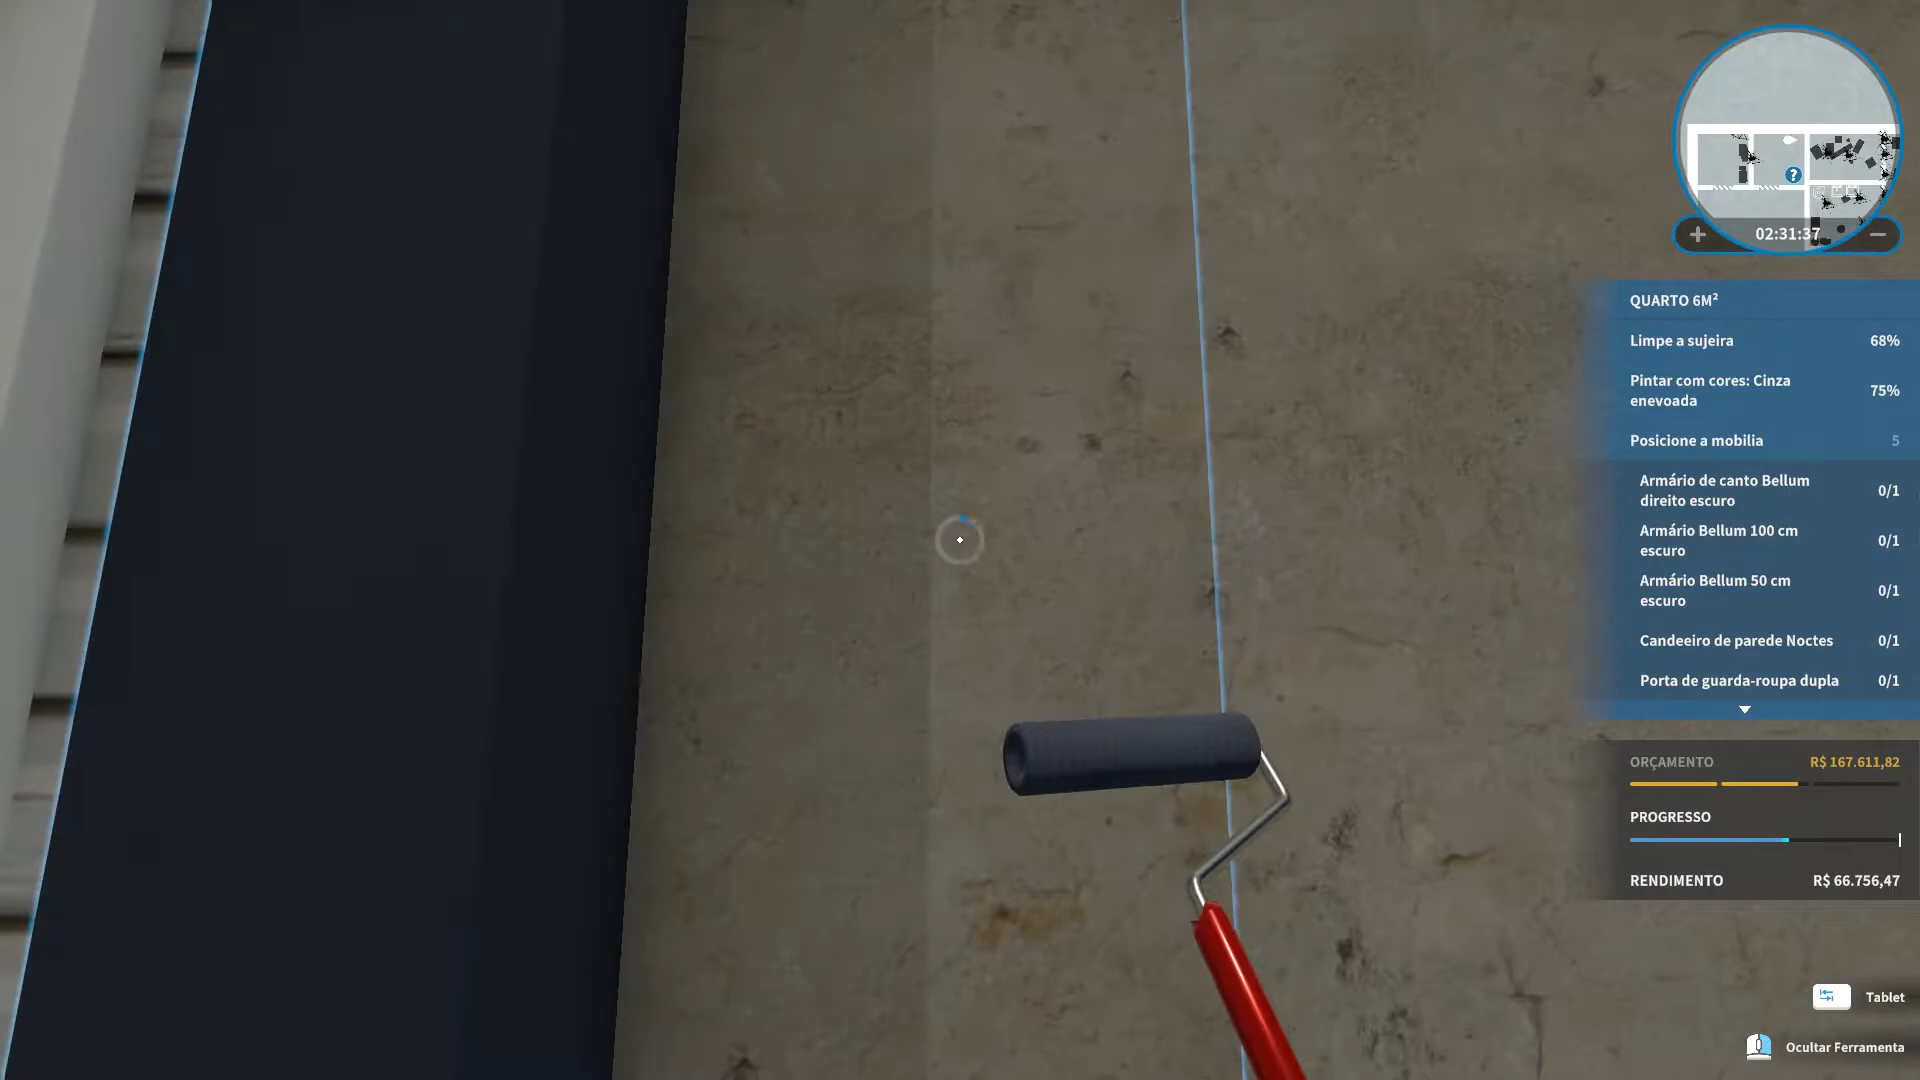 ?
02:31:37
QUARTO 6M²
Limpe a sujeira 68%
Pintar com cores: Cinza
enevoada 75%
Posicione a mobilia 5
Armário de canto Bellum
direito escuro 0/1
Armário Bellum 100 cm
escuro 0/1
Armário Bellum 50 cm
escuro 0/1
Candeeiro de parede Noctes 0/1
Porta de guarda-roupa dupla 0/1
ORÇAMENTO R$ 167.611,82
PROGRESSO
RENDIMENTO R$ 66.756,47
Tablet
Ocultar Ferramenta